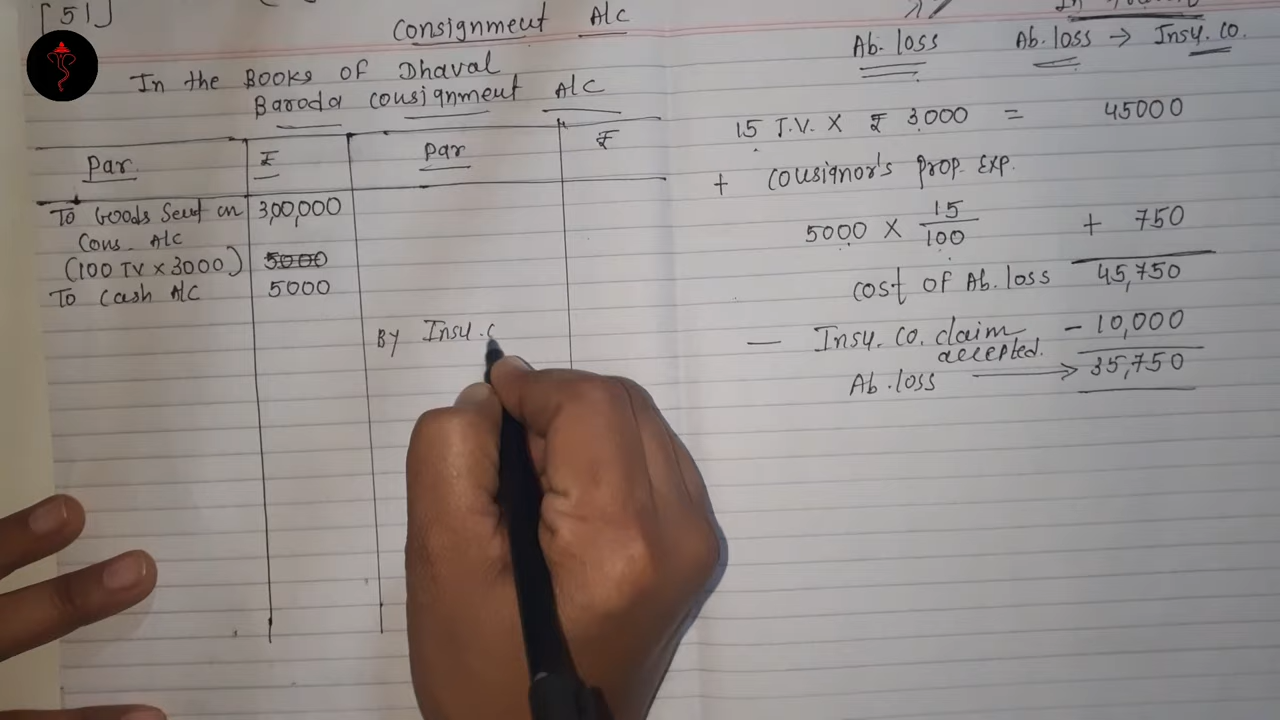 [51]
Consignment A/c
In the Books of Dhaval
Baroda consignment A/c
Par.
₹
Par
₹
To Goods Sent on
Cons. A/c
(100 TV x 3000)
To Cash A/c
3,00,000
5000
5000
By Insu. C
Ab. loss
Ab. loss → Insu. Co.
15 T.V. x ₹ 3000 = 45000
+ consignor's prop. Exp.
5000 x 15/100 + 750
cost of Ab. loss 45,750
— Insu. Co. claim accepted. - 10,000
Ab. loss → 35,750